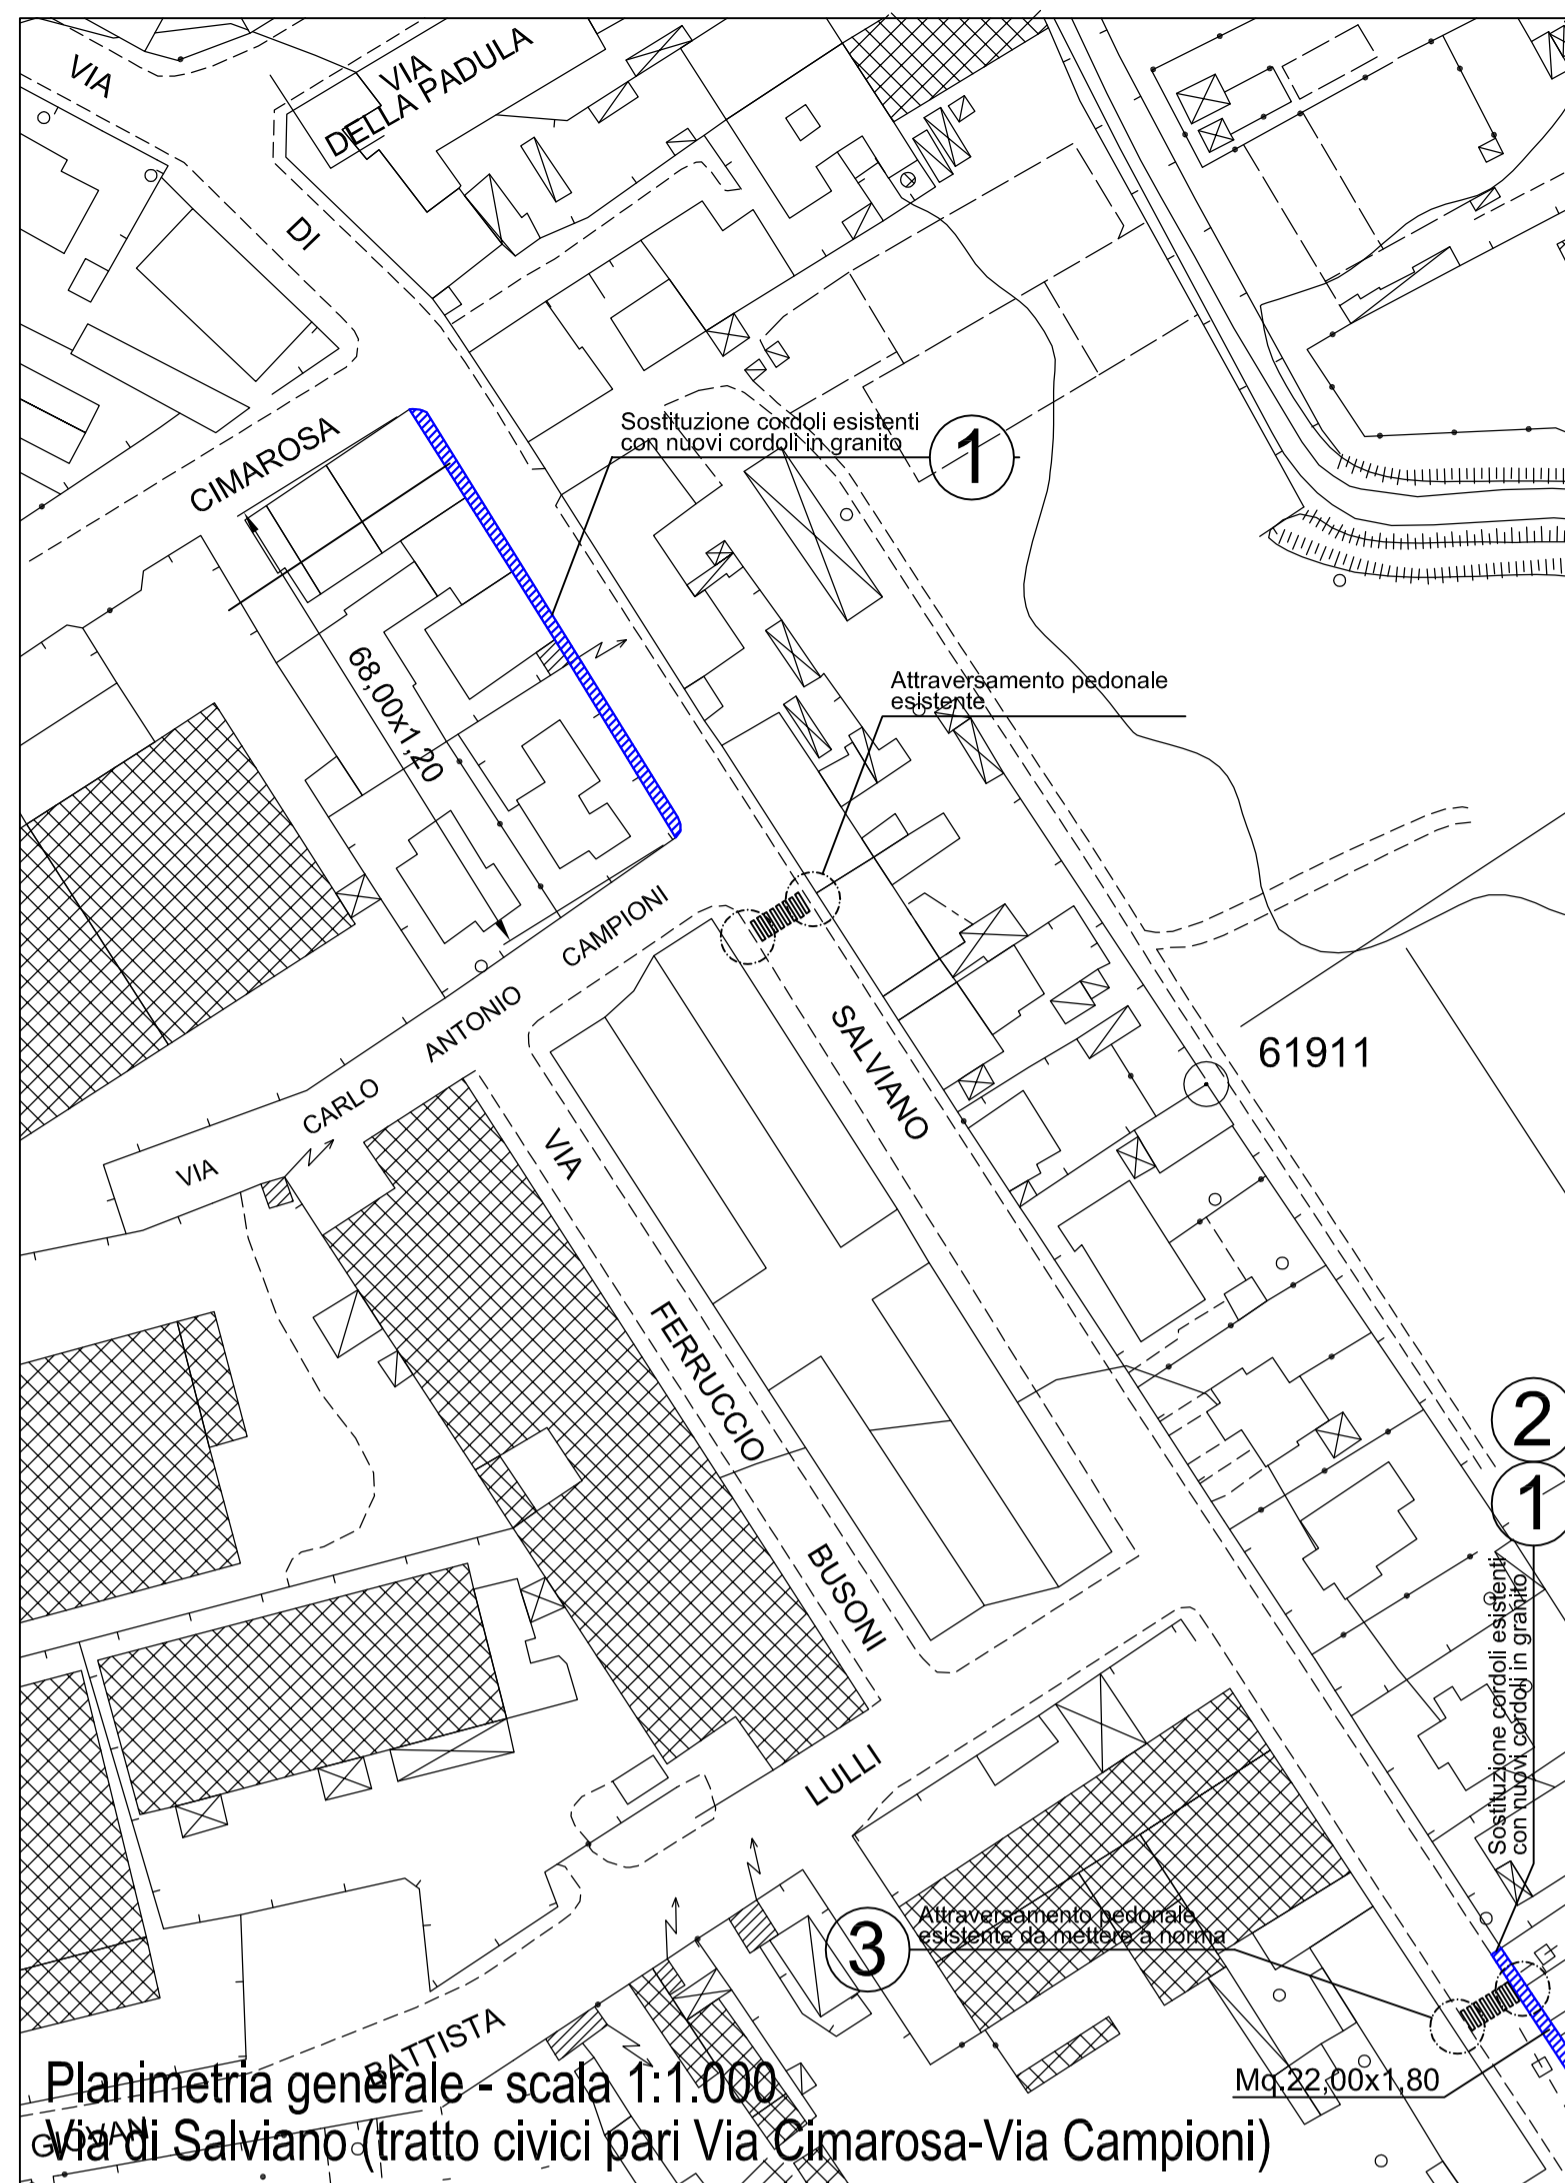 VIA
VIA
DELLA PADULA
DI
CIMAROSA
Sostituzione cordoli esistenti
con nuovi cordoli in granito
1
68,00x1,20
Attraversamento pedonale
esistente
CAMPIONI
ANTONIO
CARLO
VIA
SALVIANO
61911
VIA
FERRUCCIO
BUSONI
2
1
Sostituzione cordoli esistenti
con nuovi cordoli in granito
LULLI
3
Attraversamento pedonale
esistente da mettere a norma
BATTISTA
Mq.22,00x1,80
GIOVAN
Planimetria generale - scala 1:1.000
Via di Salviano (tratto civici pari Via Cimarosa-Via Campioni)